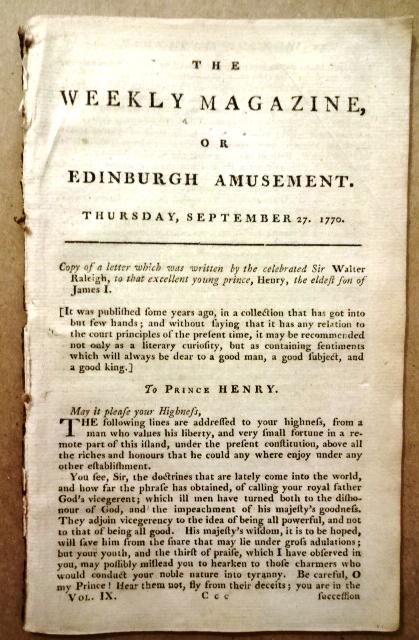 THE
WEEKLY MAGAZINE,
OR
EDINBURGH AMUSEMENT.
THURSDAY, SEPTEMBER 27. 1770.
Copy of a letter which was written by the celebrated Sir Walter
Raleigh, to that excellent young prince, Henry, the eldeſt ſon of
James I.
[It was publiſhed ſome years ago, in a collection that has got into
but few hands; and without ſaying that it has any relation to
the court principles of the preſent time, it may be recommended
not only as a literary curioſity, but as containing ſentiments
which will always be dear to a good man, a good ſubject, and
a good king.]
To PRINCE HENRY.
May it pleaſe your Highneſs,
THE following lines are addreſſed to your highneſs, from a
man who values his liberty, and very ſmall fortune in a re-
mote part of this iſland, under the preſent conſtitution, above all
the riches and honours that he could any where enjoy under any
other eſtabliſhment.
You ſee, Sir, the doctrines that are lately come into the world,
and how far the phraſe has obtained, of calling your royal father
God's vicegerent; which ill men have turned both to the diſho-
nour of God, and the impeachment of his majeſty's goodneſs.
They adjoin vicegerency to the idea of being all powerful, and not
to that of being all good. His majeſty's wiſdom, it is to be hoped,
will ſave him from the ſnare that may lie under groſs adulations;
but your youth, and the thirſt of praiſe, which I have obſerved in
you, may poſſibly miſlead you to hearken to thoſe charmers who
would conduct your noble nature into tyranny. Be careful, O
my Prince! Hear them not, fly from their deceits; you are in the
VOL. IX. C c c ſucceſſion